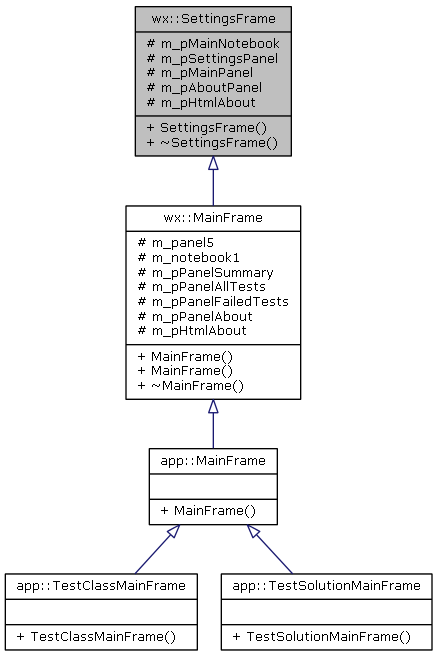 wx::SettingsFrame
# m_pMainNotebook
# m_pSettingsPanel
# m_pMainPanel
# m_pAboutPanel
# m_pHtmlAbout
+ SettingsFrame()
+ ~SettingsFrame()
wx::MainFrame
# m_panel5
# m_notebook1
# m_pPanelSummary
# m_pPanelAllTests
# m_pPanelFailedTests
# m_pPanelAbout
# m_pHtmlAbout
+ MainFrame()
+ MainFrame()
+ ~MainFrame()
app::MainFrame
+ MainFrame()
app::TestClassMainFrame
+ TestClassMainFrame()
app::TestSolutionMainFrame
+ TestSolutionMainFrame()